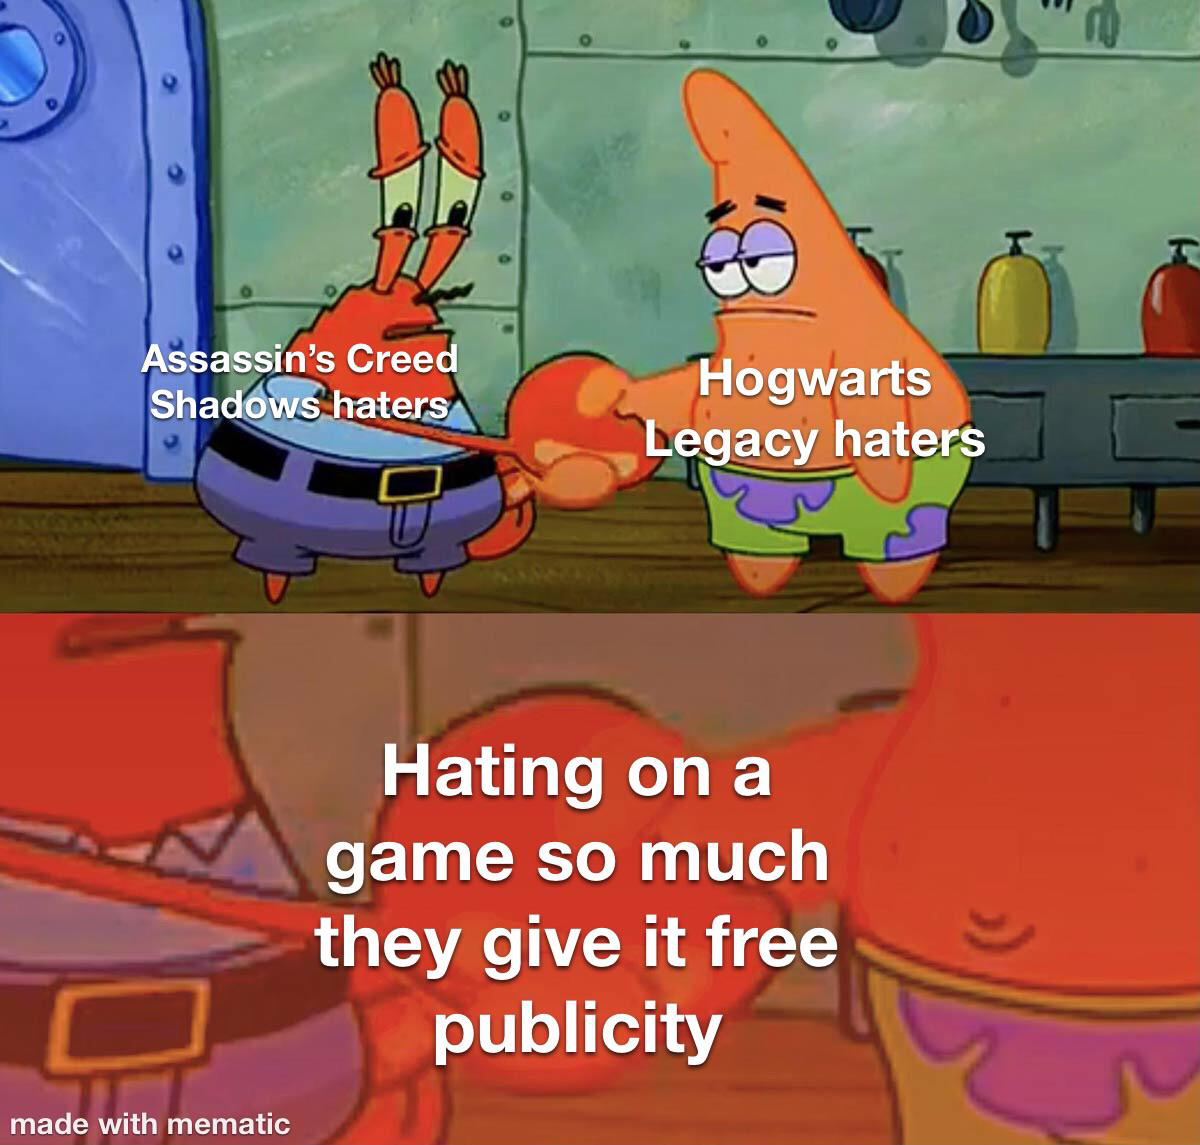 Assassin’s Creed
Shadows haters
Hogwarts
Legacy haters
Hating on a
game so much
they give it free
publicity
made with mematic